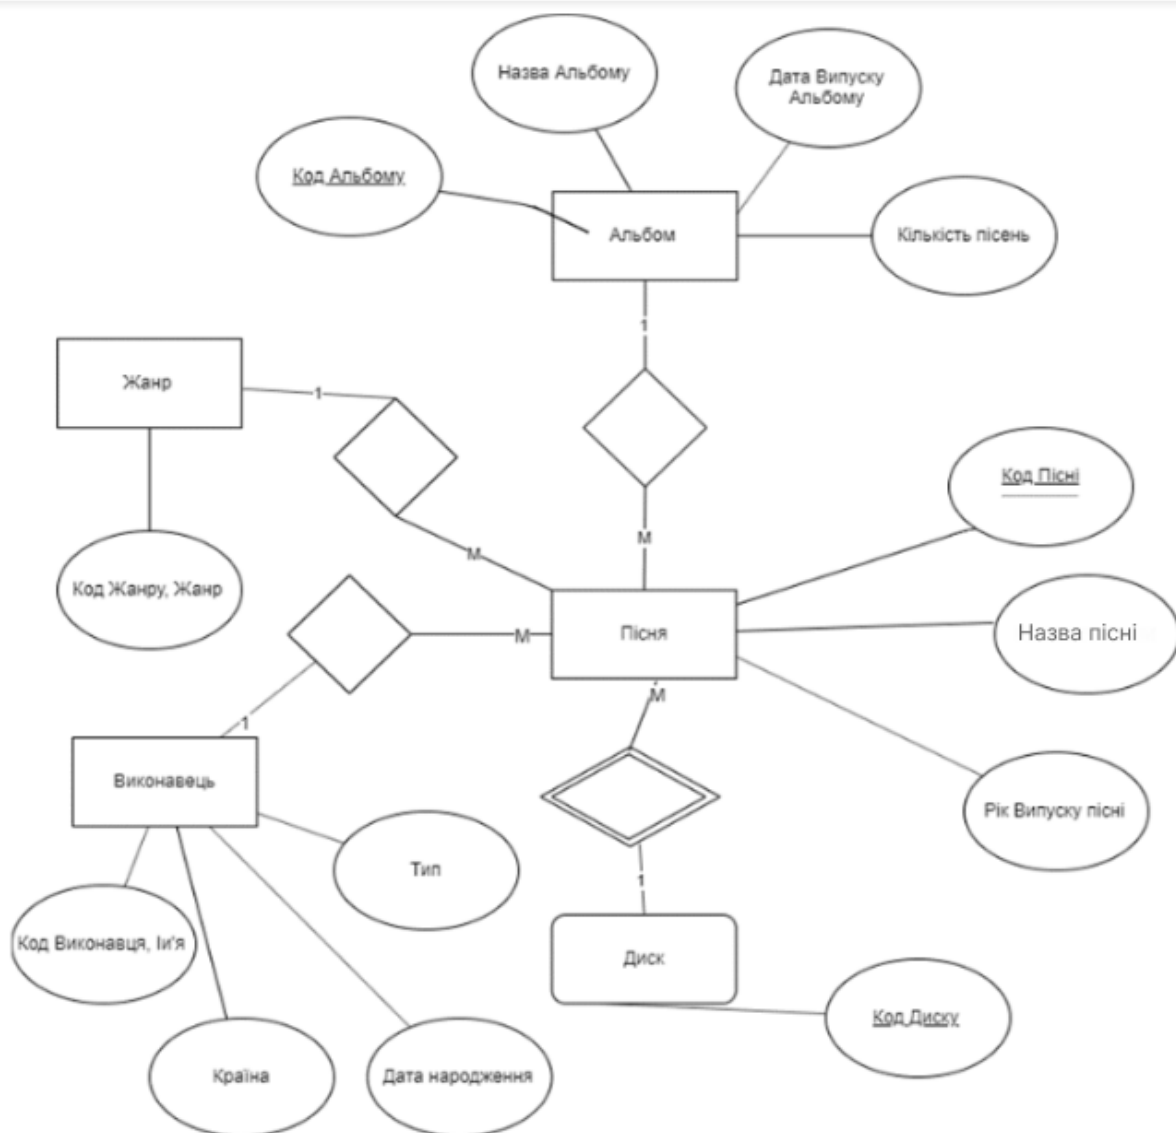 Назва Альбому
Дата Випуску
Альбому
Код Альбому
Альбом
Кількість пісень
1
Жанр
1
Код Пісні
М
М
Код Жанру, Жанр
Пісня
М
Назва пісні
М
1
Виконавець
Рік Випуску пісні
Тип
1
Код Виконавця, Іи'я
Диск
Код Диску
Країна
Дата народження